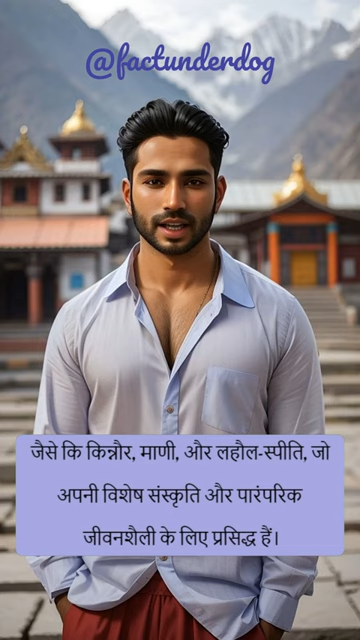 @factunderdog
जैसे कि किन्नौर, माणी, और लहौल-स्पीति, जो
अपनी विशेष संस्कृति और पारंपरिक
जीवनशैली के लिए प्रसिद्ध हैं।